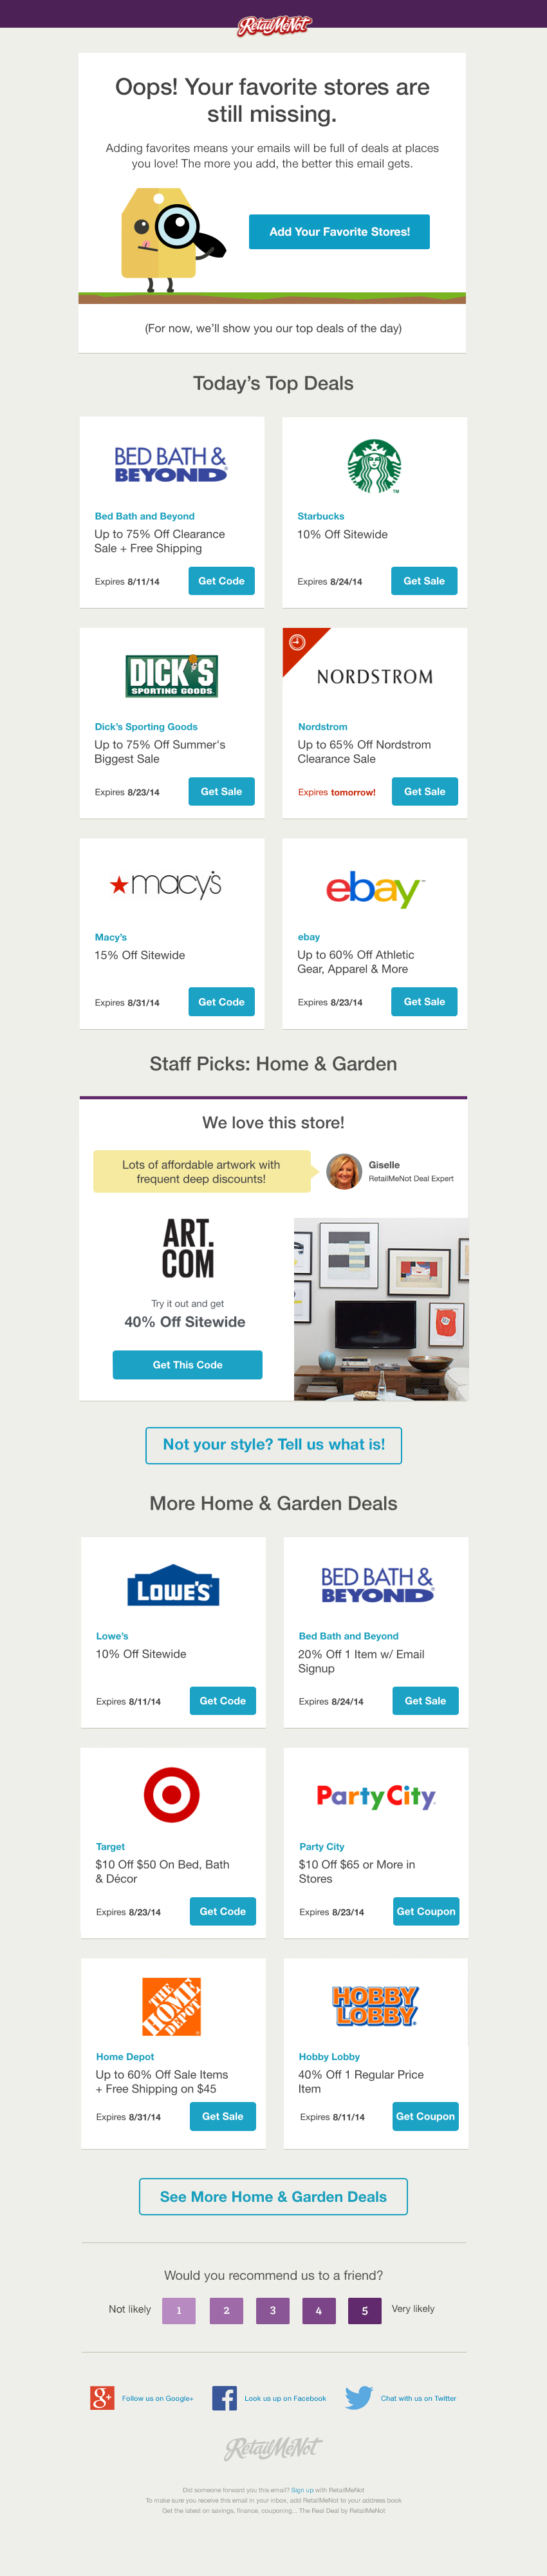 RetailMeNot
Oops! Your favorite stores are
still missing.
Adding favorites means your emails will be full of deals at places
you love! The more you add, the better this email gets.
Add Your Favorite Stores!
(For now, we'll show you our top deals of the day)
Today's Top Deals
BED BATH &
BEYOND
Bed Bath and Beyond
Up to 75% Off Clearance
Sale + Free Shipping
Expires 8/11/14
Get Code
TM
Starbucks
10% Off Sitewide
Expires 8/24/14
Get Sale
DICK'S
SPORTING GOODS
Dick's Sporting Goods
Up to 75% Off Summer's
Biggest Sale
Expires 8/23/14
Get Sale
NORDSTROM
Nordstrom
Up to 65% Off Nordstrom
Clearance Sale
Expires tomorrow!
Get Sale
macy's
Macy's
15% Off Sitewide
Expires 8/31/14
Get Code
ebay™
ebay
Up to 60% Off Athletic
Gear, Apparel & More
Expires 8/23/14
Get Sale
Staff Picks: Home & Garden
We love this store!
Lots of affordable artwork with
frequent deep discounts!
Giselle
RetailMeNot Deal Expert
ART.
COM
Try it out and get
40% Off Sitewide
Get This Code
Not your style? Tell us what is!
More Home & Garden Deals
LOWE'S
Lowe's
10% Off Sitewide
Expires 8/11/14
Get Code
BED BATH &
BEYOND
Bed Bath and Beyond
20% Off 1 Item w/ Email
Signup
Expires 8/24/14
Get Sale
Target
$10 Off $50 On Bed, Bath
& Décor
Expires 8/23/14
Get Code
PartyCity
Party City
$10 Off $65 or More in
Stores
Expires 8/23/14
Get Coupon
THE
HOME
DEPOT
Home Depot
Up to 60% Off Sale Items
+ Free Shipping on $45
Expires 8/31/14
Get Sale
HOBBY
LOBBY
Hobby Lobby
40% Off 1 Regular Price
Item
Expires 8/11/14
Get Coupon
See More Home & Garden Deals
Would you recommend us to a friend?
Not likely 1 2 3 4 5 Very likely
g+ Follow us on Google+
f Look us up on Facebook
Chat with us on Twitter
RetailMeNot
Did someone forward you this email? Sign up with RetailMeNot
To make sure you receive this email in your inbox, add RetailMeNot to your address book
Get the latest on savings, finance, couponing... The Real Deal by RetailMeNot